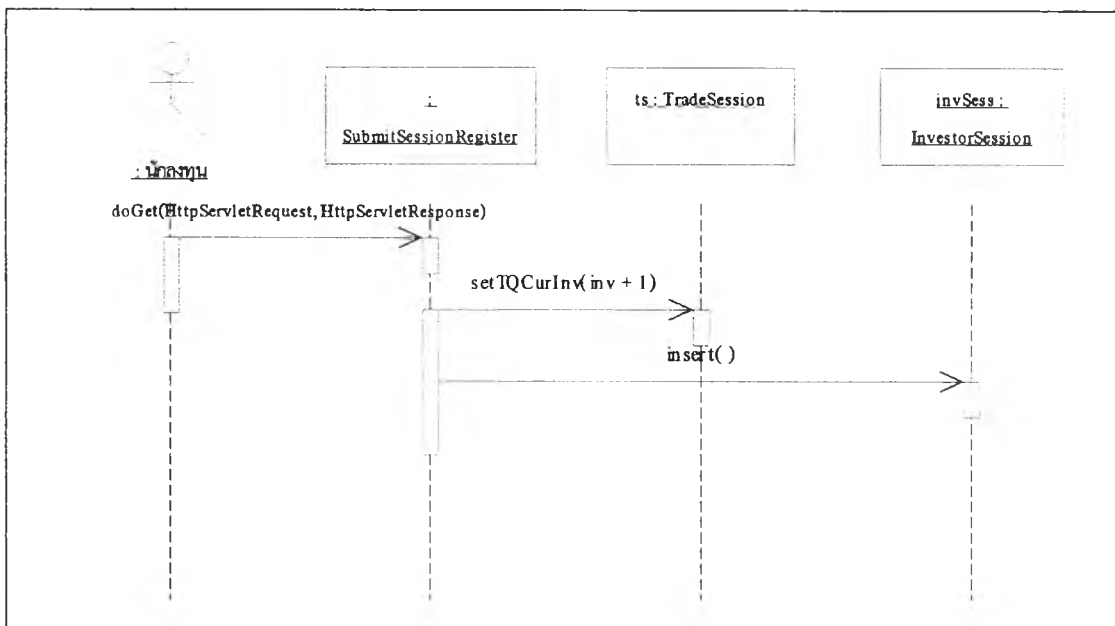 :
SubmitSessionRegister
ts : TradeSession
invSess :
InvestorSession
: นักลงทุน
doGet(HttpServletRequest, HttpServletResponse)
setTQCurInv(inv + 1)
insert( )